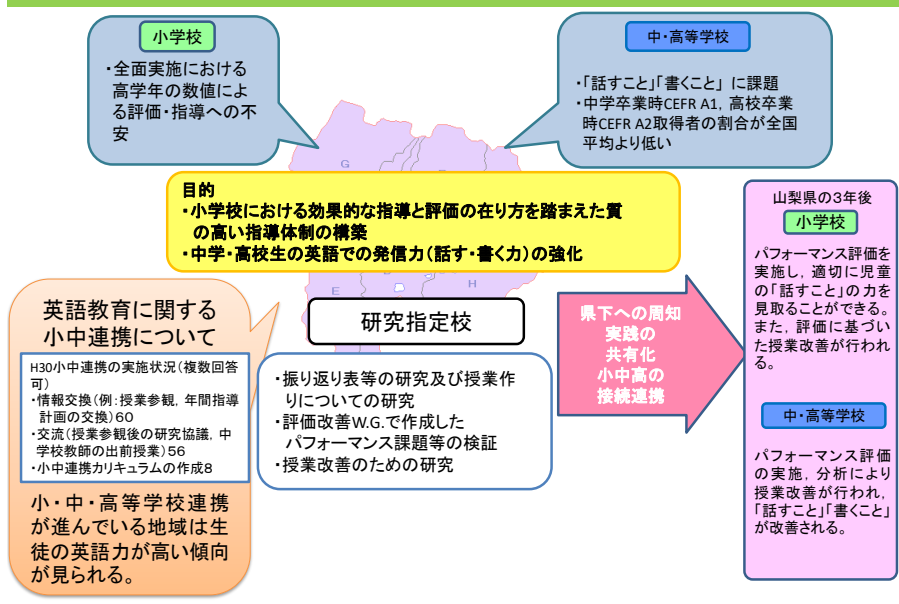 小学校
・全面実施における
高学年の数値によ
る評価・指導への不
安
中・高等学校
・「話すこと」「書くこと」 に課題
・中学卒業時CEFR A1，高校卒業
時CEFR A2取得者の割合が全国
平均より低い
G
目的
・小学校における効果的な指導と評価の在り方を踏まえた質
の高い指導体制の構築
・中学・高校生の英語での発信力（話す・書く力）の強化
E
H
英語教育に関する
小中連携について
H30小中連携の実施状況（複数回答
可）
・情報交換（例：授業参観，年間指導
計画の交換）60
・交流（授業参観後の研究協議，中
学校教師の出前授業）56
・小中連携カリキュラムの作成8
小・中・高等学校連携
が進んでいる地域は生
徒の英語力が高い傾向
が見られる。
研究指定校
・振り返り表等の研究及び授業作
りについての研究
・評価改善W.G.で作成した
パフォーマンス課題等の検証
・授業改善のための研究
県下への周知
実践の
共有化
小中高の
接続連携
山梨県の3年後
小学校
パフォーマンス評価を
実施し，適切に児童
の「話すこと」の力を
見取ることができる。
また，評価に基づい
た授業改善が行われ
る。
中・高等学校
パフォーマンス評価
の実施，分析により
授業改善が行われ，
「話すこと」「書くこと」
が改善される。